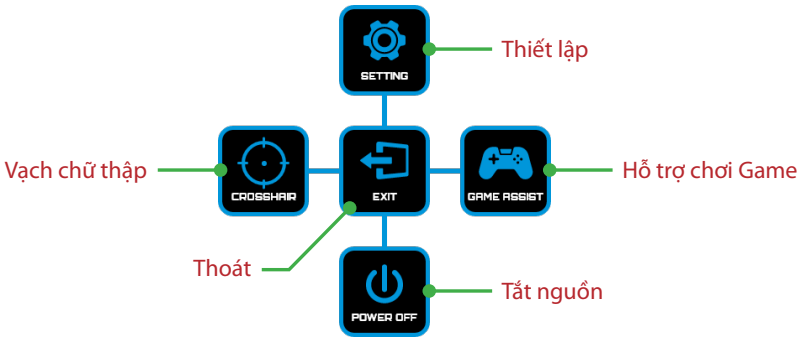 SETTING
Thiết lập
Vạch chữ thập
CROSSHAIR
EXIT
GAME ASSIST
Hỗ trợ chơi Game
Thoát
POWER OFF
Tắt nguồn